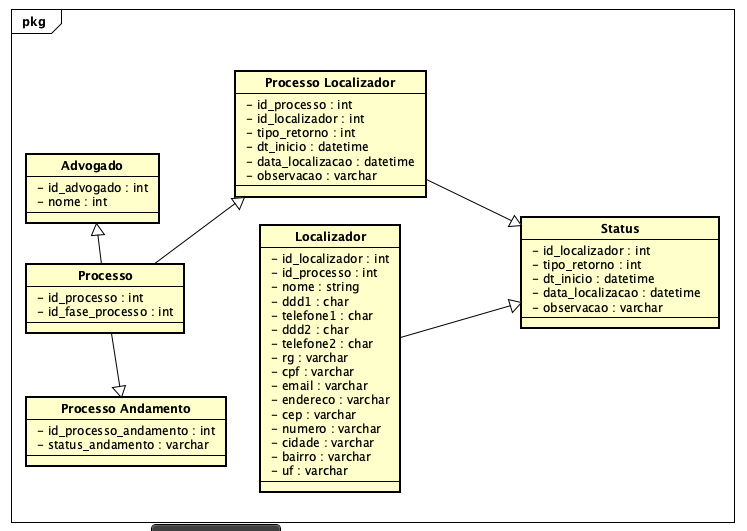 pkg
Processo Localizador
- id_processo : int
- id_localizador : int
- tipo_retorno : int
- dt_inicio : datetime
- data_localizacao : datetime
- observacao : varchar
Advogado
- id_advogado : int
- nome : int
Processo
- id_processo : int
- id_fase_processo : int
Localizador
- id_localizador : int
- id_processo : int
- nome : string
- ddd1 : char
- telefone1 : char
- ddd2 : char
- telefone2 : char
- rg : varchar
- cpf : varchar
- email : varchar
- endereco : varchar
- cep : varchar
- numero : varchar
- cidade : varchar
- bairro : varchar
- uf : varchar
Status
- id_localizador : int
- tipo_retorno : int
- dt_inicio : datetime
- data_localizacao : datetime
- observacao : varchar
Processo Andamento
- id_processo_andamento : int
- status_andamento : varchar